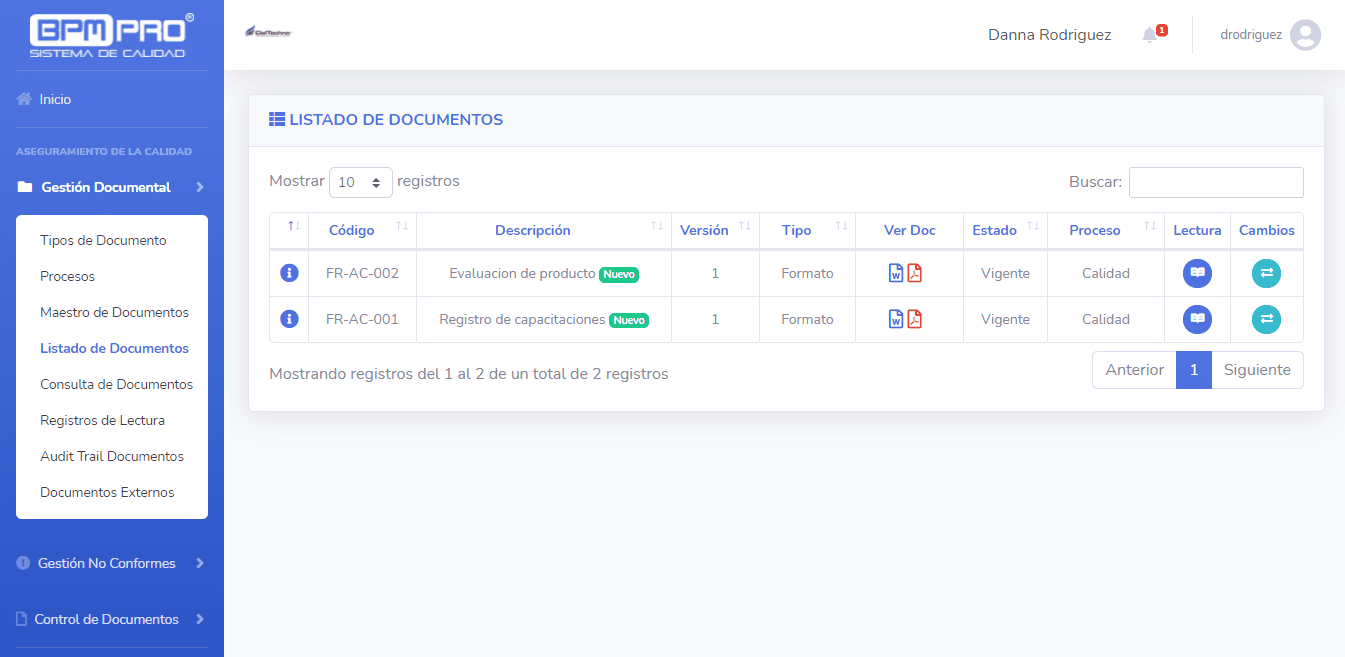 BPM PRO®
SISTEMA DE CALIDAD
Inicio
ASEGURAMIENTO DE LA CALIDAD
Gestión Documental
Tipos de Documento
Procesos
Maestro de Documentos
Listado de Documentos
Consulta de Documentos
Registros de Lectura
Audit Trail Documentos
Documentos Externos
Gestión No Conformes
Control de Documentos
CalTechnix
Danna Rodriguez
1
drodriguez
LISTADO DE DOCUMENTOS
Mostrar 10 registros
Buscar:
Código Descripción Versión Tipo Ver Doc Estado Proceso Lectura Cambios
FR-AC-002 Evaluacion de producto Nuevo 1 Formato Vigente Calidad
FR-AC-001 Registro de capacitaciones Nuevo 1 Formato Vigente Calidad
Mostrando registros del 1 al 2 de un total de 2 registros
Anterior 1 Siguiente